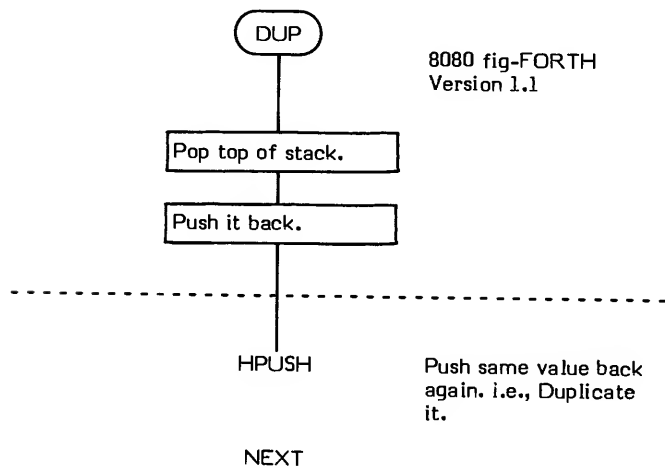 DUP
8080 fig-FORTH
Version 1.1
Pop top of stack.
Push it back.
HPUSH
Push same value back
again. i.e., Duplicate
it.
NEXT